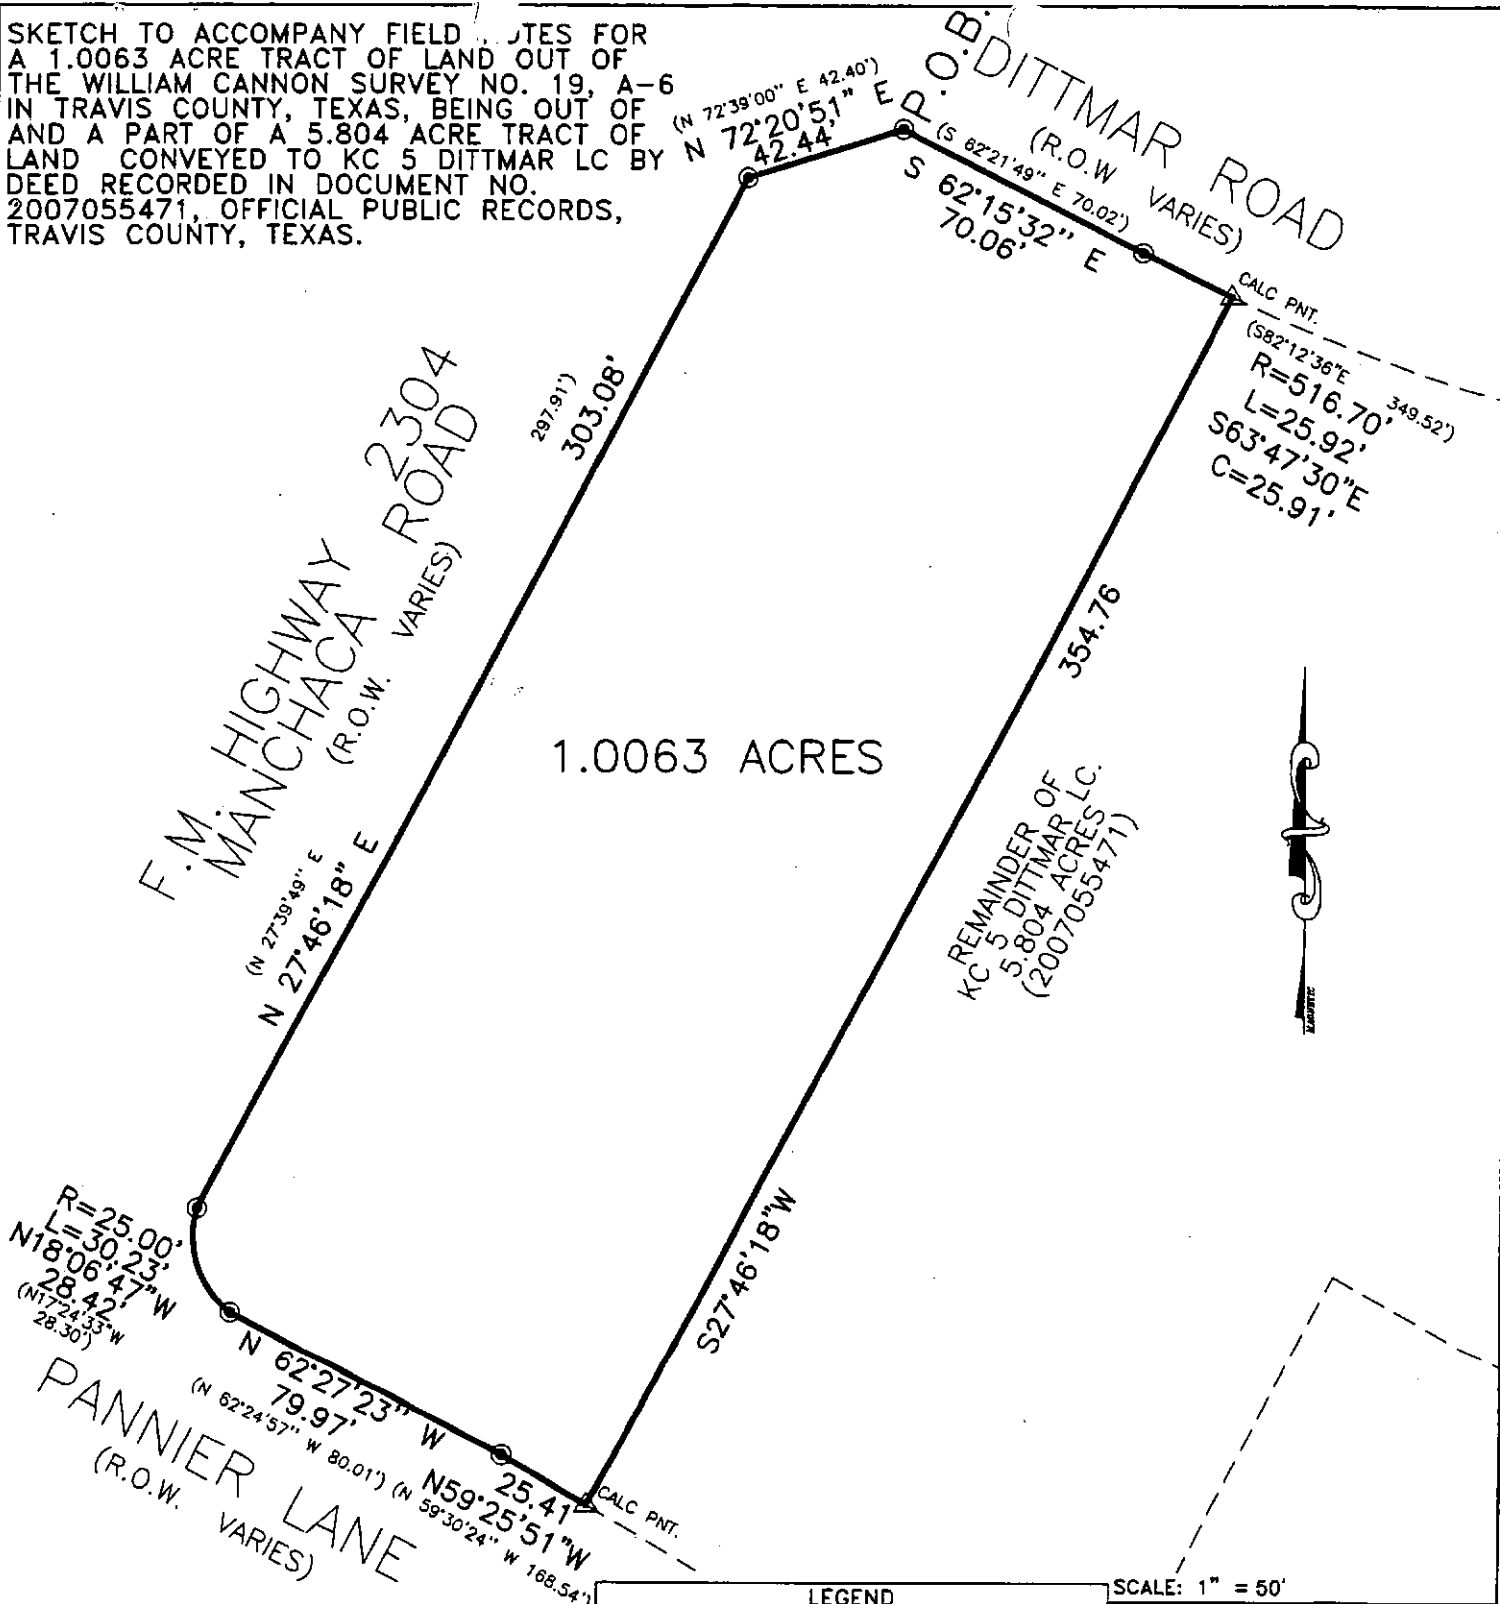 SKETCH TO ACCOMPANY FIELD FOR
A 1.0063 ACRE TRACT OF LAND OUT OF
THE WILLIAM CANNON SURVEY NO. 19, A-6
IN TRAVIS COUNTY, TEXAS, BEING OUT OF
AND A PART OF A 5.804 ACRE TRACT OF
LAND CONVEYED TO KC 5 DITTMAR LC BY
DEED RECORDED IN DOCUMENT NO.
2007055471, OFFICIAL PUBLIC RECORDS,
TRAVIS COUNTY, TEXAS.
(N 72°39'00" E 42.40')
N 72°20'51" E
42.44'
P.O.B.
DITTMAR ROAD
(R.O.W VARIES)
(S 62°21'49" E 70.02')
S 62°15'32" E
70.06'
CALC PNT.
(S82°12'36"E 349.52')
R=516.70'
L=25.92'
S63°47'30"E
C=25.91'
297.91')
303.08'
F.M. HIGHWAY 2304
MANCHACA ROAD
(R.O.W. VARIES)
(N 27°39'49" E
N 27°46'18" E
1.0063 ACRES
354.76
S27°46'18"W
REMAINDER OF
KC 5 DITTMAR LC.
5.804 ACRES
(2007055471)
MAGNETIC
R=25.00'
L=30.23'
N18°06'47"W
28.42'
(N17°24'33"W
28.30')
N 62°27'23" W
79.97'
(N 62°24'57" W 80.01')
25.41
N59°25'51"W
(N 59°30'24" W 168.54')
CALC PNT.
PANNIER LANE
(R.O.W. VARIES)
LEGEND
SCALE: 1" = 50'